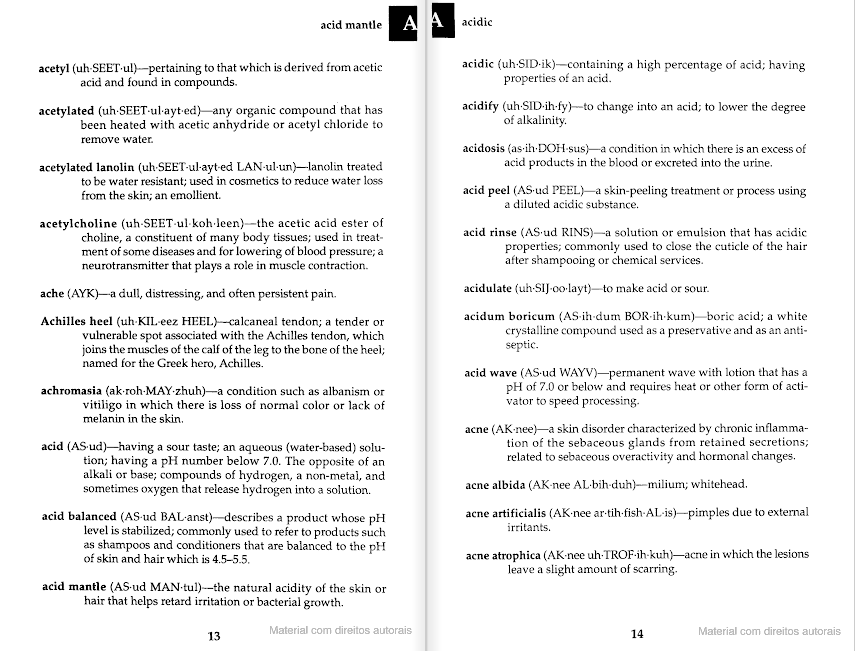 acid mantle A
acetyl (uh·SEET·ul)—pertaining to that which is derived from acetic
acid and found in compounds.
acetylated (uh·SEET·ul·ayt·ed)—any organic compound that has
been heated with acetic anhydride or acetyl chloride to
remove water.
acetylated lanolin (uh·SEET·ul·ayt·ed LAN·ul·un)—lanolin treated
to be water resistant; used in cosmetics to reduce water loss
from the skin; an emollient.
acetylcholine (uh·SEET·ul·koh·leen)—the acetic acid ester of
choline, a constituent of many body tissues; used in treat-
ment of some diseases and for lowering of blood pressure; a
neurotransmitter that plays a role in muscle contraction.
ache (AYK)—a dull, distressing, and often persistent pain.
Achilles heel (uh·KIL·eez HEEL)—calcaneal tendon; a tender or
vulnerable spot associated with the Achilles tendon, which
joins the muscles of the calf of the leg to the bone of the heel;
named for the Greek hero, Achilles.
achromasia (ak·roh·MAY·zhuh)—a condition such as albanism or
vitiligo in which there is loss of normal color or lack of
melanin in the skin.
acid (AS·ud)—having a sour taste; an aqueous (water-based) solu-
tion; having a pH number below 7.0. The opposite of an
alkali or base; compounds of hydrogen, a non-metal, and
sometimes oxygen that release hydrogen into a solution.
acid balanced (AS·ud BAL·anst)—describes a product whose pH
level is stabilized; commonly used to refer to products such
as shampoos and conditioners that are balanced to the pH
of skin and hair which is 4.5–5.5.
acid mantle (AS·ud MAN·tul)—the natural acidity of the skin or
hair that helps retard irritation or bacterial growth.
13
Material com direitos autorais
A acidic
acidic (uh·SID·ik)—containing a high percentage of acid; having
properties of an acid.
acidify (uh·SID·ih·fy)—to change into an acid; to lower the degree
of alkalinity.
acidosis (as·ih·DOH·sus)—a condition in which there is an excess of
acid products in the blood or excreted into the urine.
acid peel (AS·ud PEEL)—a skin-peeling treatment or process using
a diluted acidic substance.
acid rinse (AS·ud RINS)—a solution or emulsion that has acidic
properties; commonly used to close the cuticle of the hair
after shampooing or chemical services.
acidulate (uh·SIJ·oo·layt)—to make acid or sour.
acidum boricum (AS·ih·dum BOR·ih·kum)—boric acid; a white
crystalline compound used as a preservative and as an anti-
septic.
acid wave (AS·ud WAYV)—permanent wave with lotion that has a
pH of 7.0 or below and requires heat or other form of acti-
vator to speed processing.
acne (AK·nee)—a skin disorder characterized by chronic inflamma-
tion of the sebaceous glands from retained secretions;
related to sebaceous overactivity and hormonal changes.
acne albida (AK·nee AL·bih·duh)—milium; whitehead.
acne artificialis (AK·nee ar·tih·fish·AL·is)—pimples due to external
irritants.
acne atrophica (AK·nee uh·TROF·ih·kuh)—acne in which the lesions
leave a slight amount of scarring.
14
Material com direitos autorais